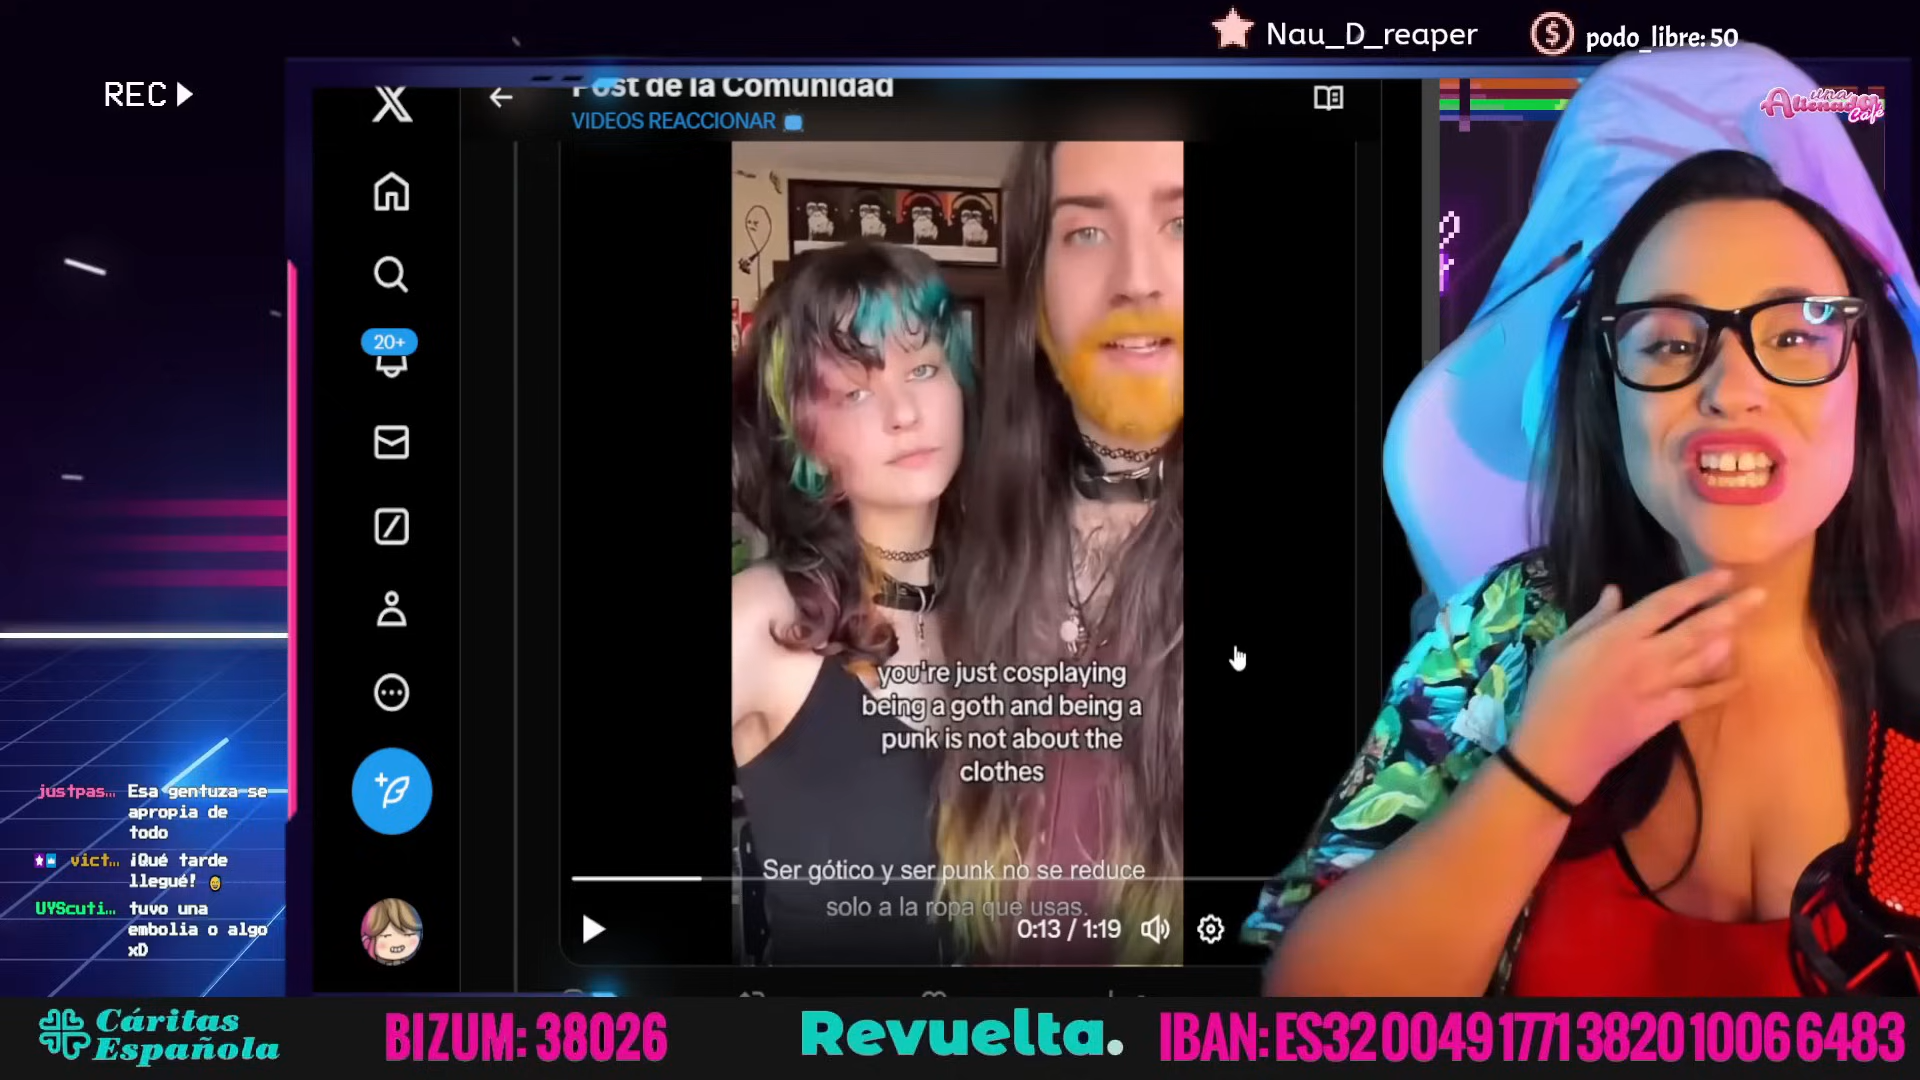 Nau_D_reaper
podo_libre: 50
REC
una
Alienada
Café
Post de la Comunidad
VIDEOS REACCIONAR
20+
you're just cosplaying
being a goth and being a
punk is not about the
clothes
Ser gótico y ser punk no se reduce
solo a la ropa que usas.
0:13 / 1:19
justpas... Esa gentuza se
apropia de
todo
vict... ¡Qué tarde
llegué!
UYScuti... tuvo una
embolia o algo
xD
Cáritas
Española
BIZUM: 38026
Revuelta.
IBAN: ES32 0049 1771 3820 1006 6483